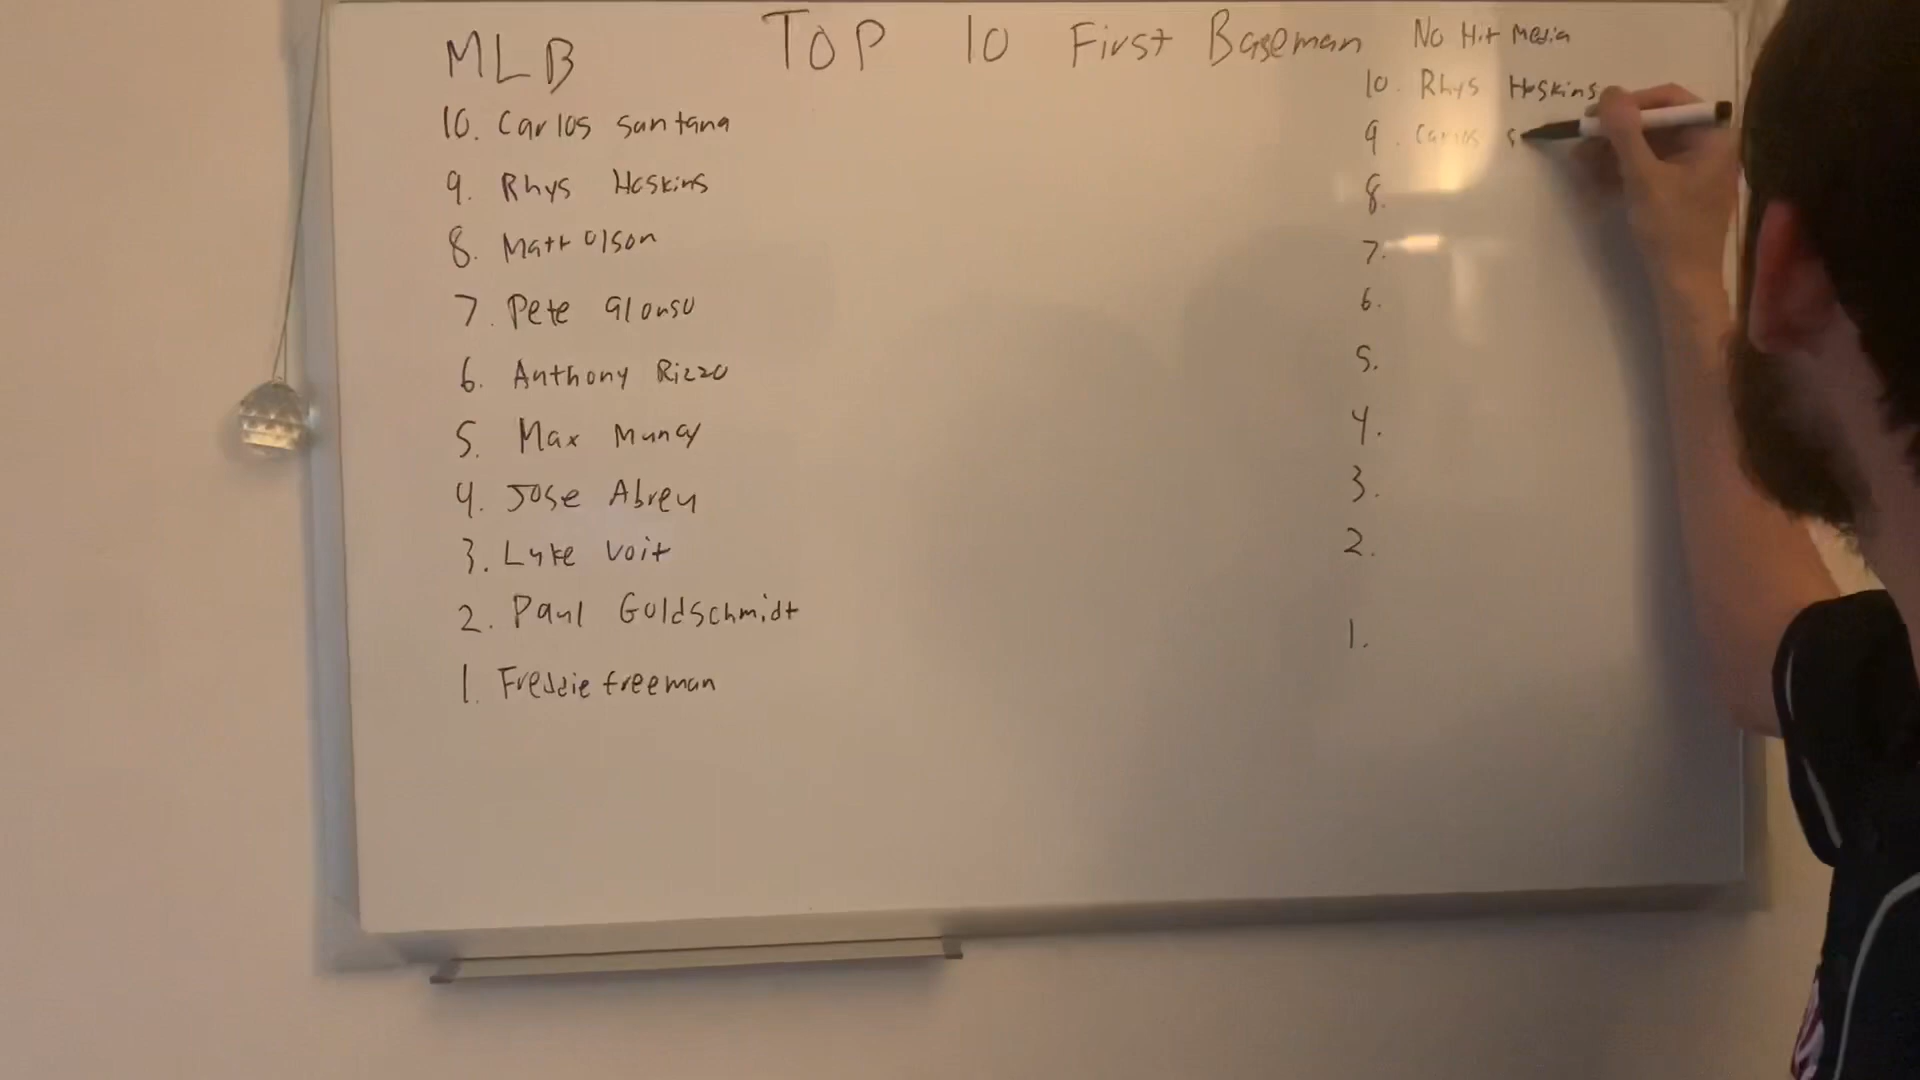 MLB
TOP 10 First Baseman
10. Carlos Santana
9. Rhys Hoskins
8. Matt Olson
7. Pete Alonso
6. Anthony Rizzo
5. Max Muncy
4. Jose Abreu
3. Luke Voit
2. Paul Goldschmidt
1. Freddie freeman
No Hit Media
10. Rhys Hoskins
9. Carlos S
8.
7.
6.
5.
4.
3.
2.
1.